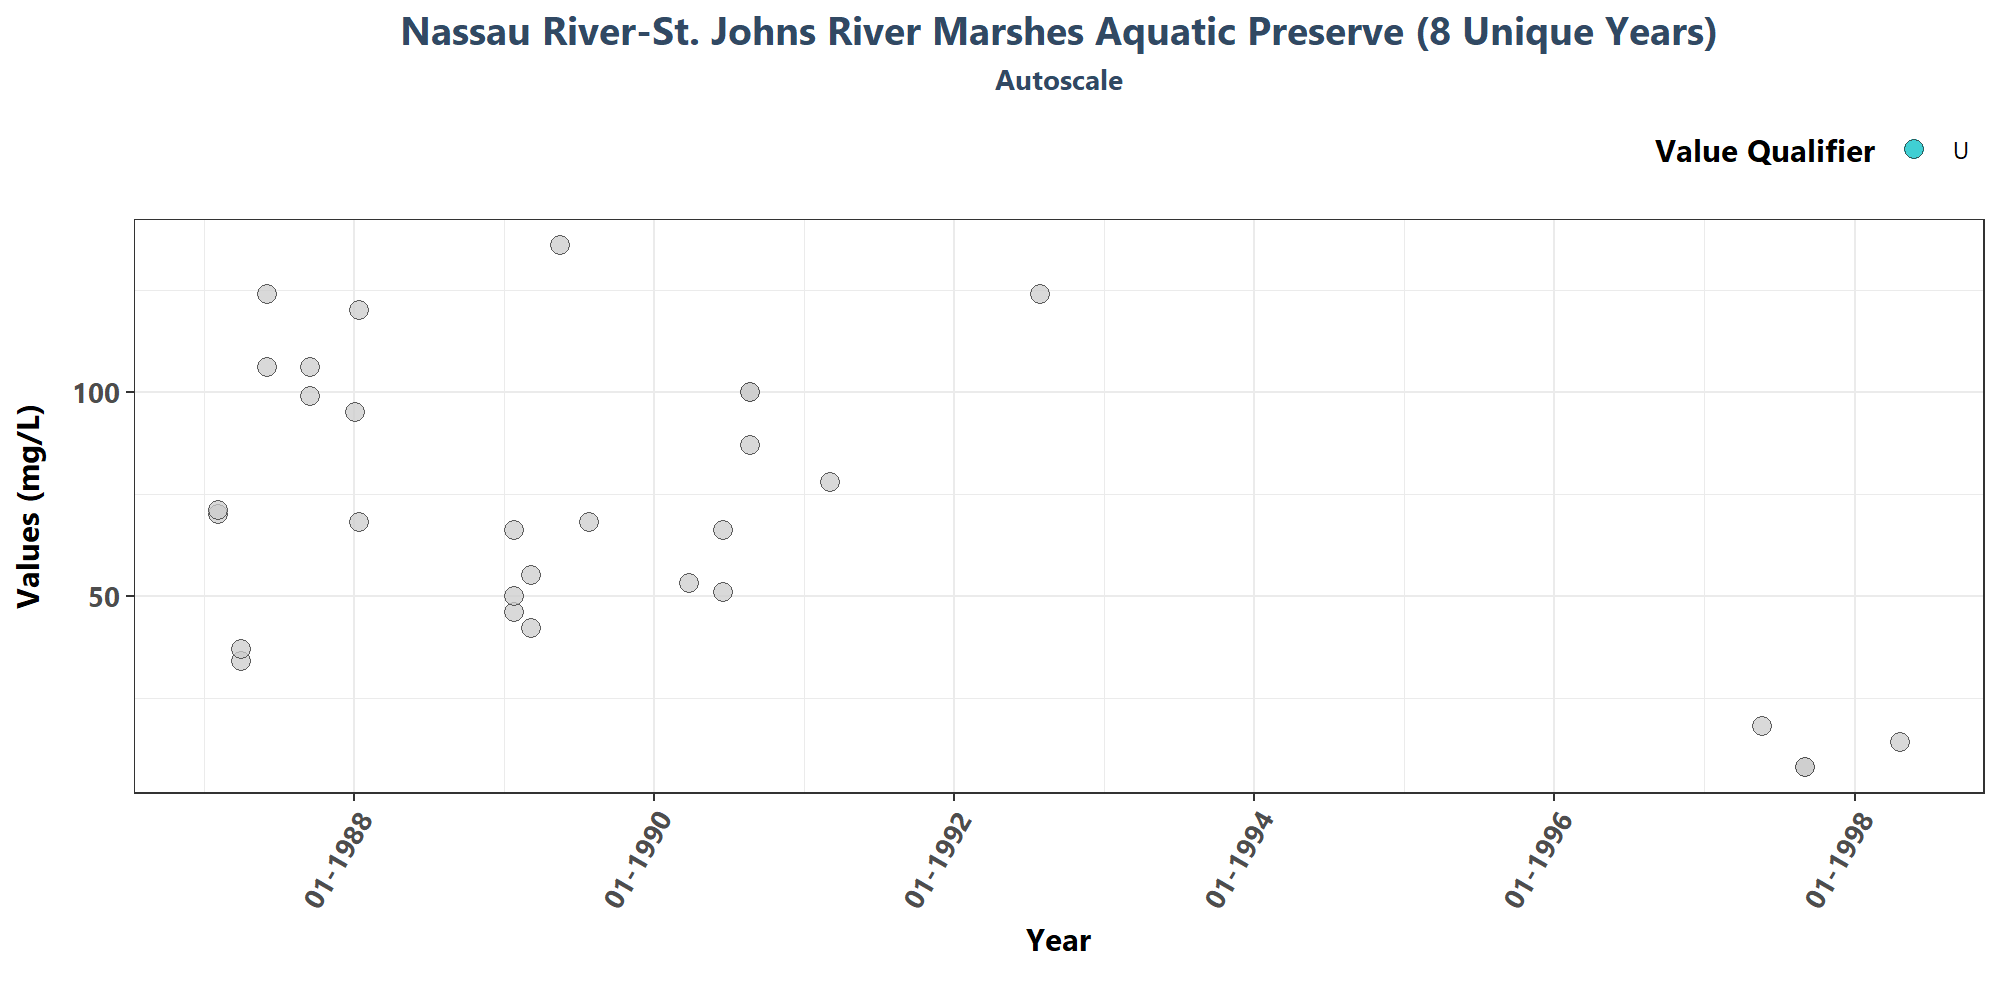 Nassau River-St. Johns River Marshes Aquatic Preserve (8 Unique Years)
Autoscale
Value Qualifier U
Values (mg/L)
100
50
01-1988 01-1990 01-1992 01-1994 01-1996 01-1998
Year